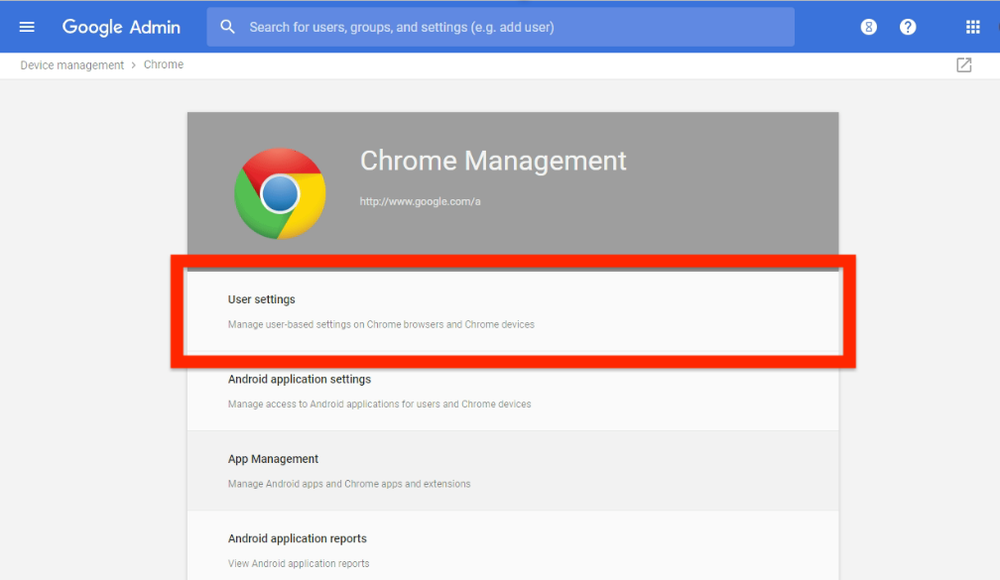 Google Admin
Search for users, groups, and settings (e.g. add user)
8
?
Device management > Chrome
Chrome Management
http://www.google.com/a
User settings
Manage user-based settings on Chrome browsers and Chrome devices
Android application settings
Manage access to Android applications for users and Chrome devices
App Management
Manage Android apps and Chrome apps and extensions
Android application reports
View Android application reports